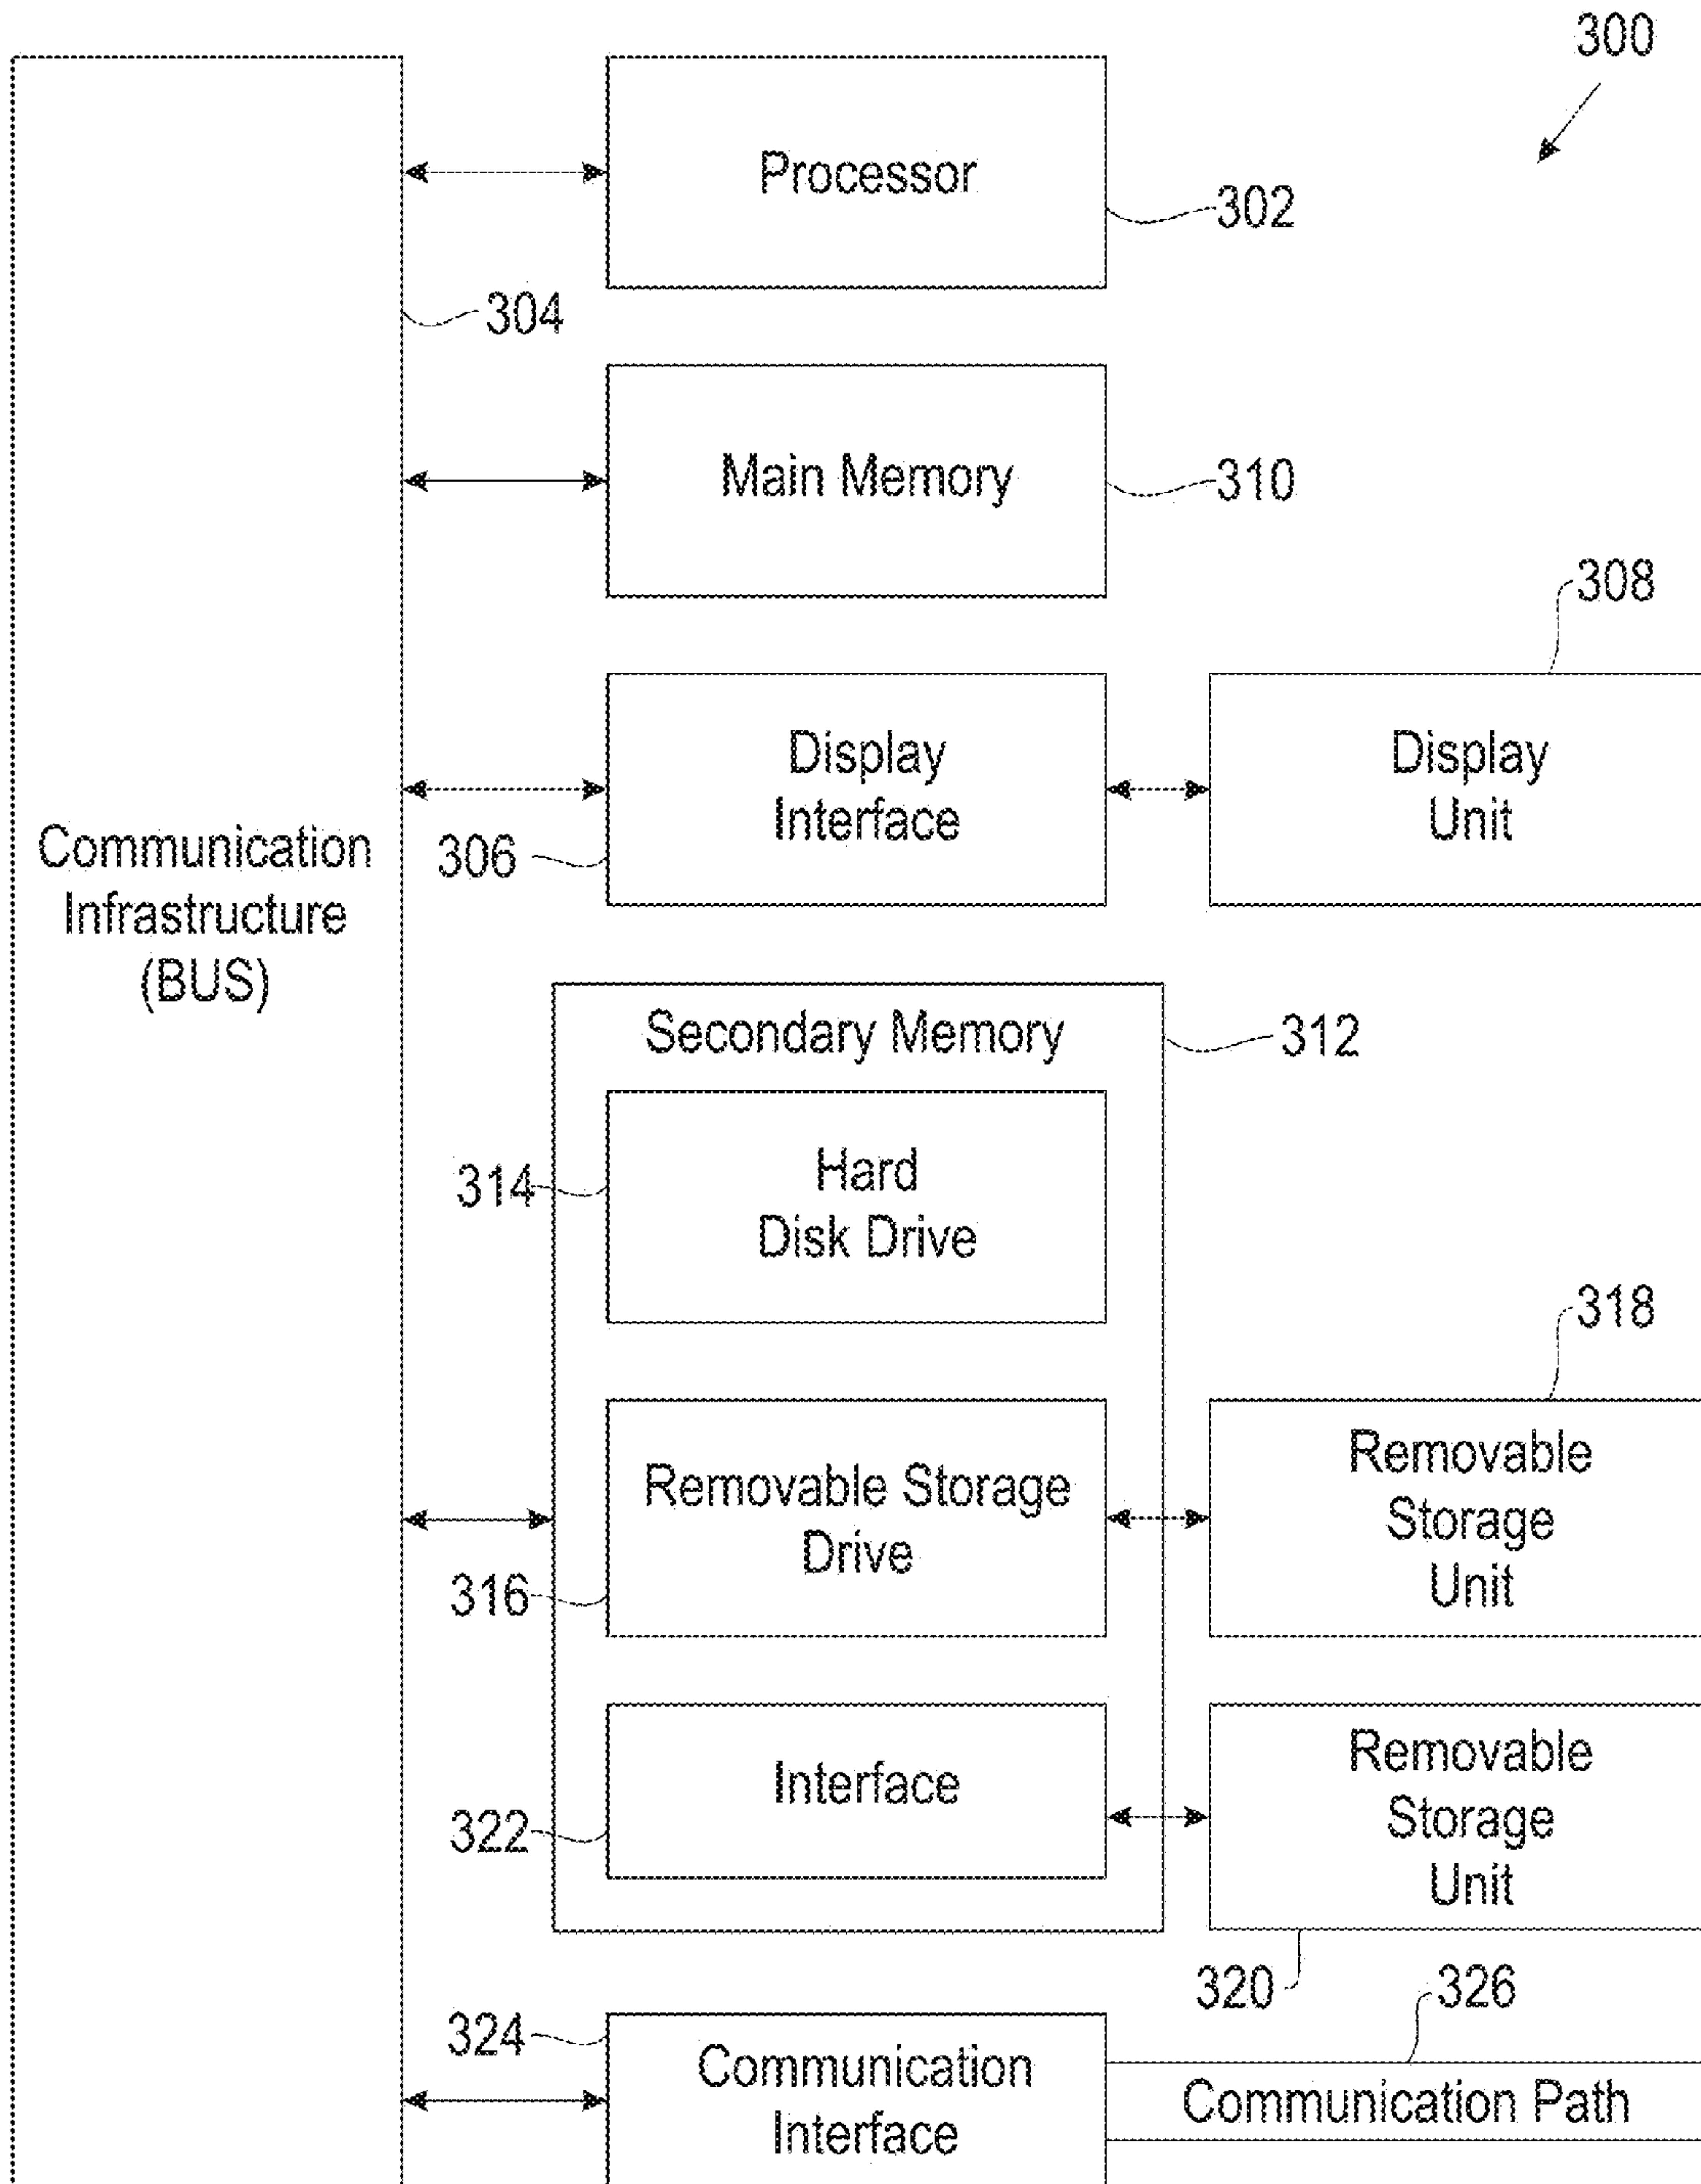 300
Processor
302
304
Main Memory
310
308
Display
Interface
306
Display
Unit
Communication
Infrastructure
(BUS)
Secondary Memory
312
Hard
Disk Drive
314
318
Removable Storage
Drive
316
Removable
Storage
Unit
Interface
322
Removable
Storage
Unit
320
326
324
Communication
Interface
Communication Path